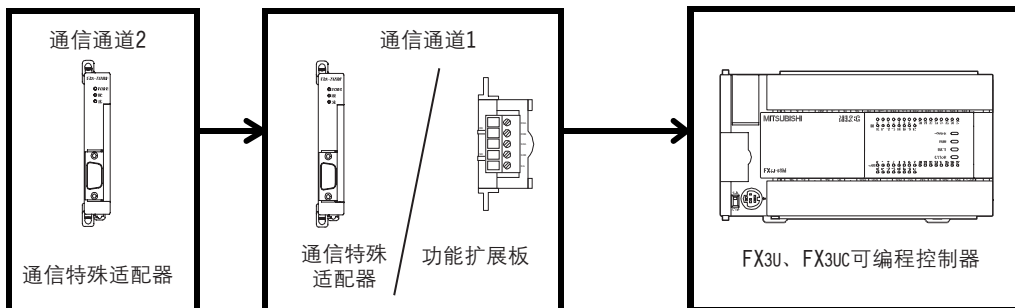 通信通道2
通信特殊适配器
通信通道1
通信特殊
适配器
功能扩展板
MITSUBISHI
FX3U、FX3UC可编程控制器